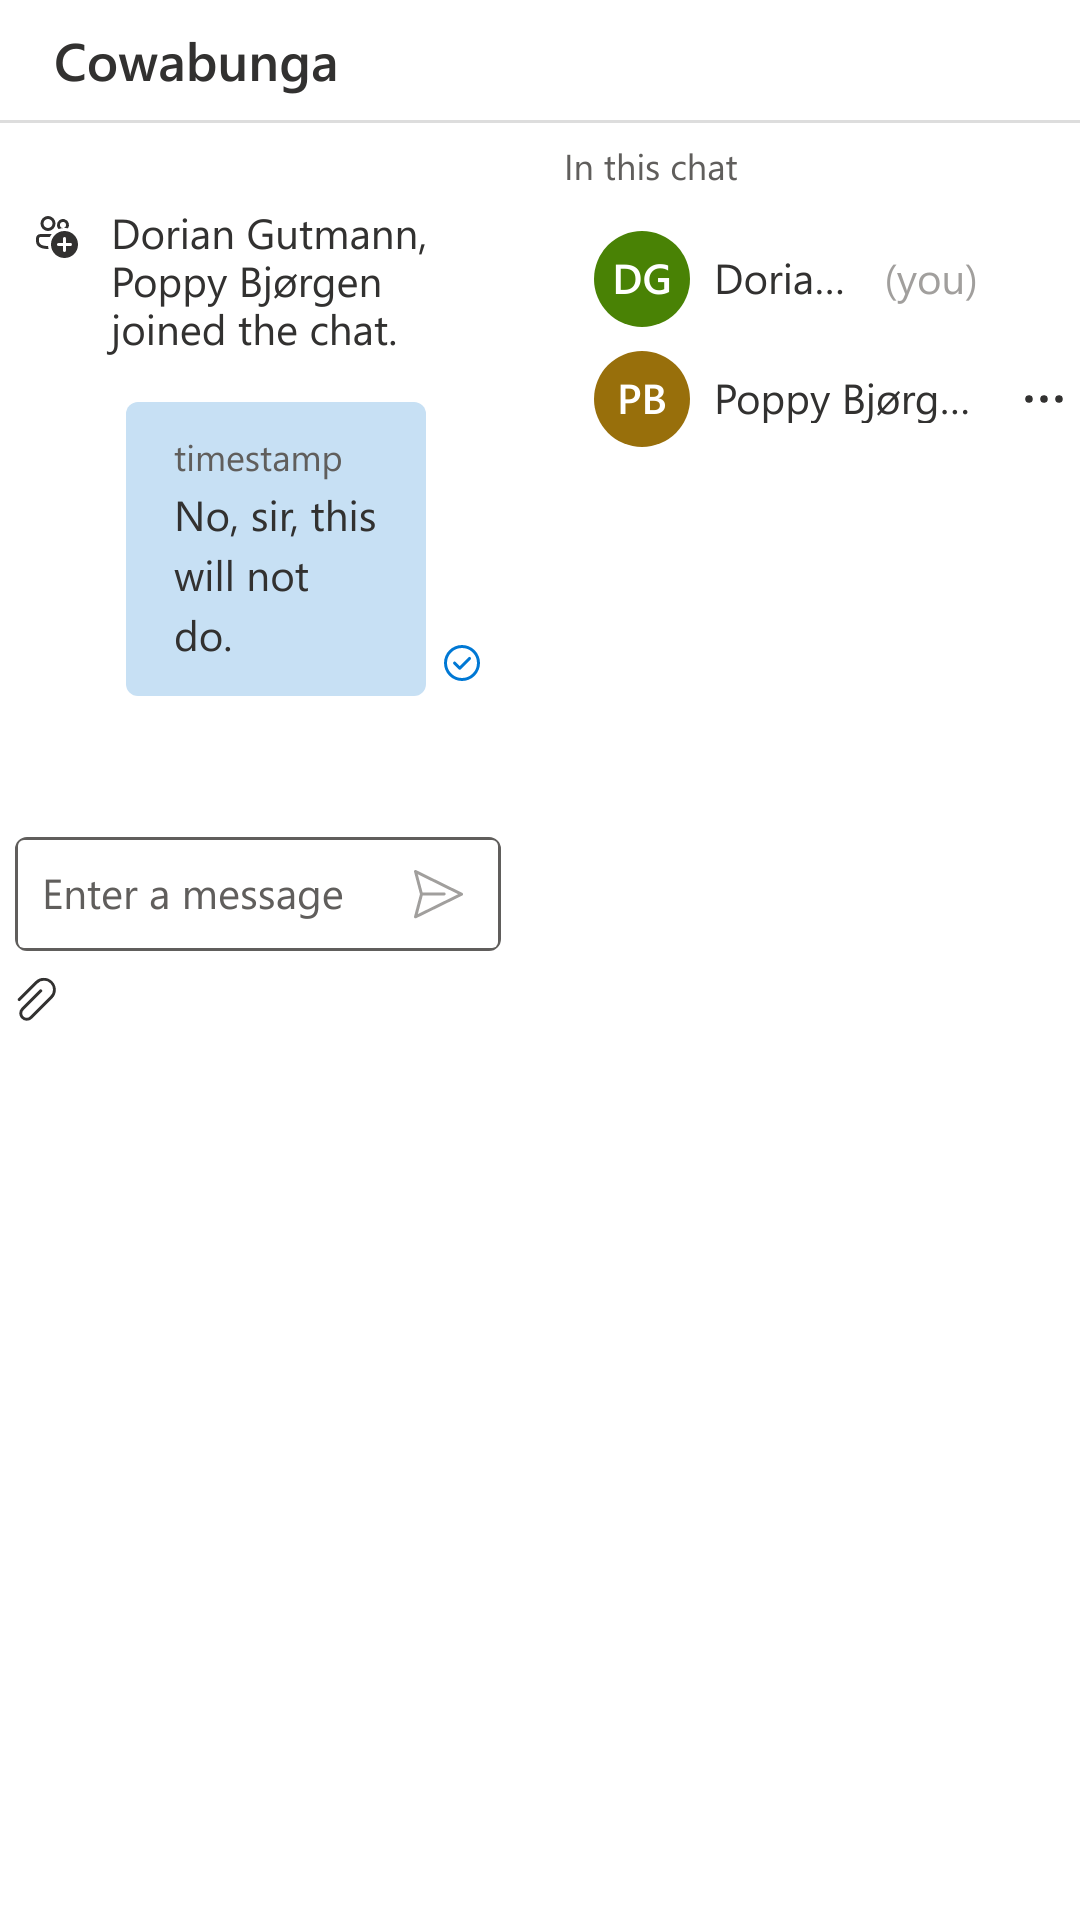 Cowabunga
Dorian Gutmann,
Poppy Bjørgen
joined the chat.
timestamp
No, sir, this
will not
do.
Enter a message
In this chat
DG
Doria...
(you)
PB
Poppy Bjørg...